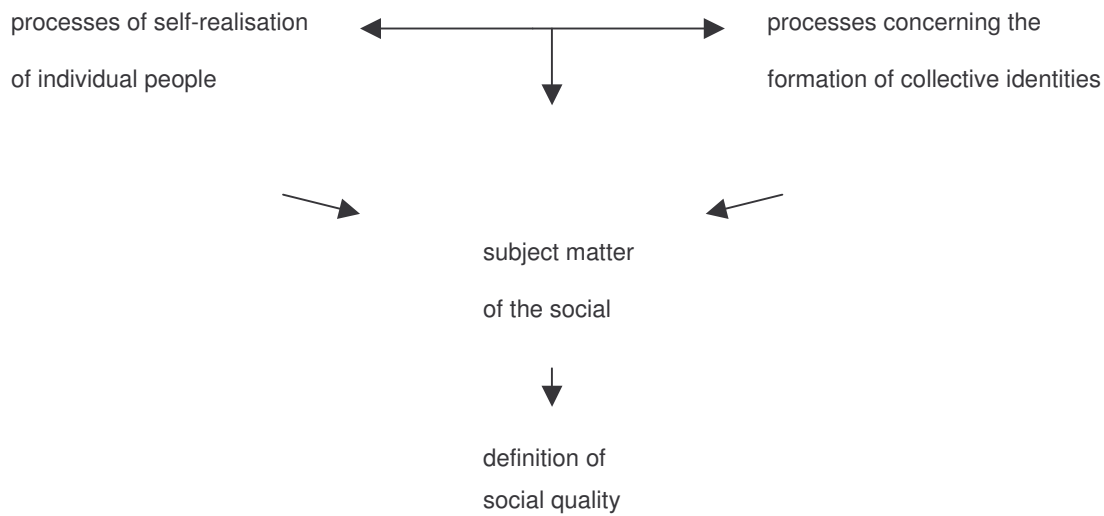 processes of self-realisation
of individual people
processes concerning the
formation of collective identities
subject matter
of the social
definition of
social quality